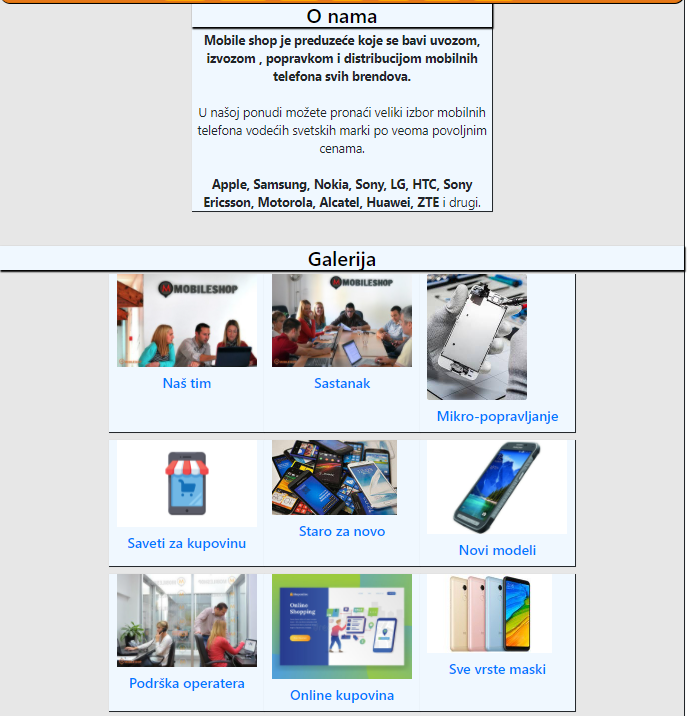 O nama
Mobile shop je preduzeće koje se bavi uvozom,
izvozom , popravkom i distribucijom mobilnih
telefona svih brendova.
U našoj ponudi možete pronaći veliki izbor mobilnih
telefona vodećih svetskih marki po veoma povoljnim
cenama.
Apple, Samsung, Nokia, Sony, LG, HTC, Sony
Ericsson, Motorola, Alcatel, Huawei, ZTE i drugi.
Galerija
MOBILESHOP
MOBILESHOP
Naš tim
Sastanak
Mikro-popravljanje
Saveti za kupovinu
Staro za novo
Novi modeli
Online
Shopping
Podrška operatera
Online kupovina
Sve vrste maski